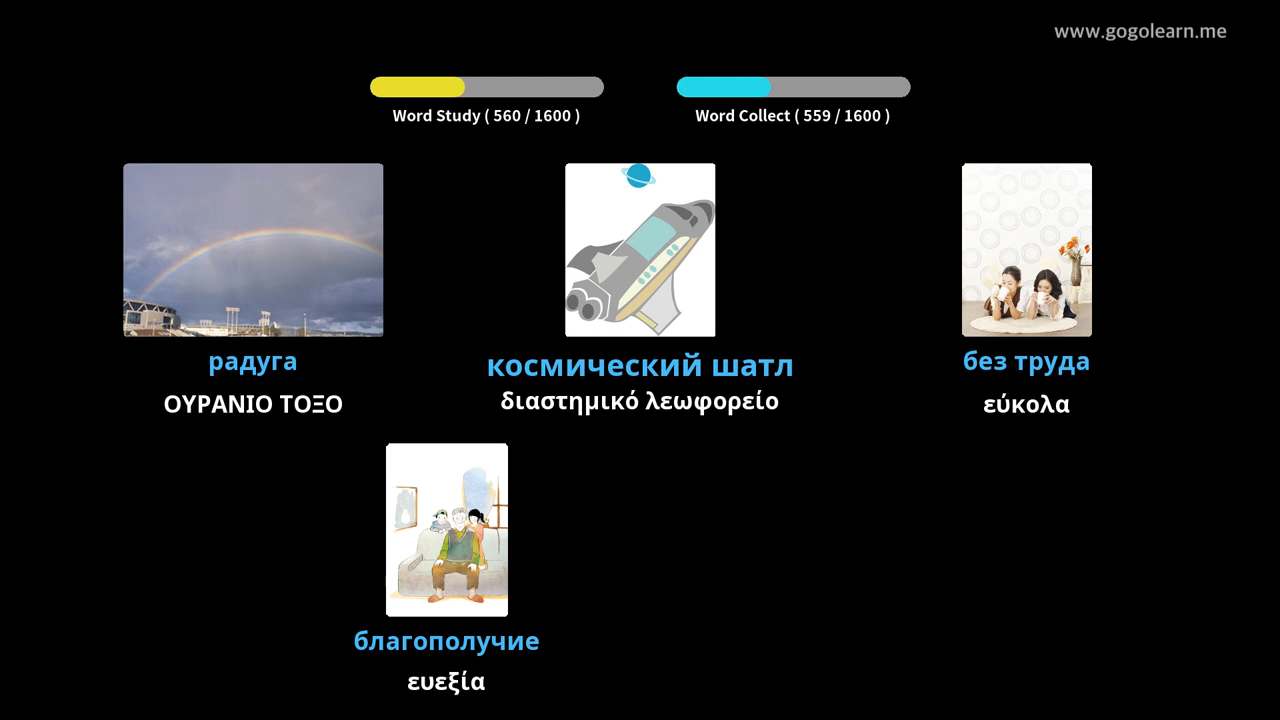 www.gogolearn.me
Word Study ( 560 / 1600 )
Word Collect ( 559 / 1600 )
радуга
ΟΥΡΑΝΙΟ ΤΟΞΟ
космический шатл
διαστημικό λεωφορείο
без труда
εύκολα
благополучие
ευεξία